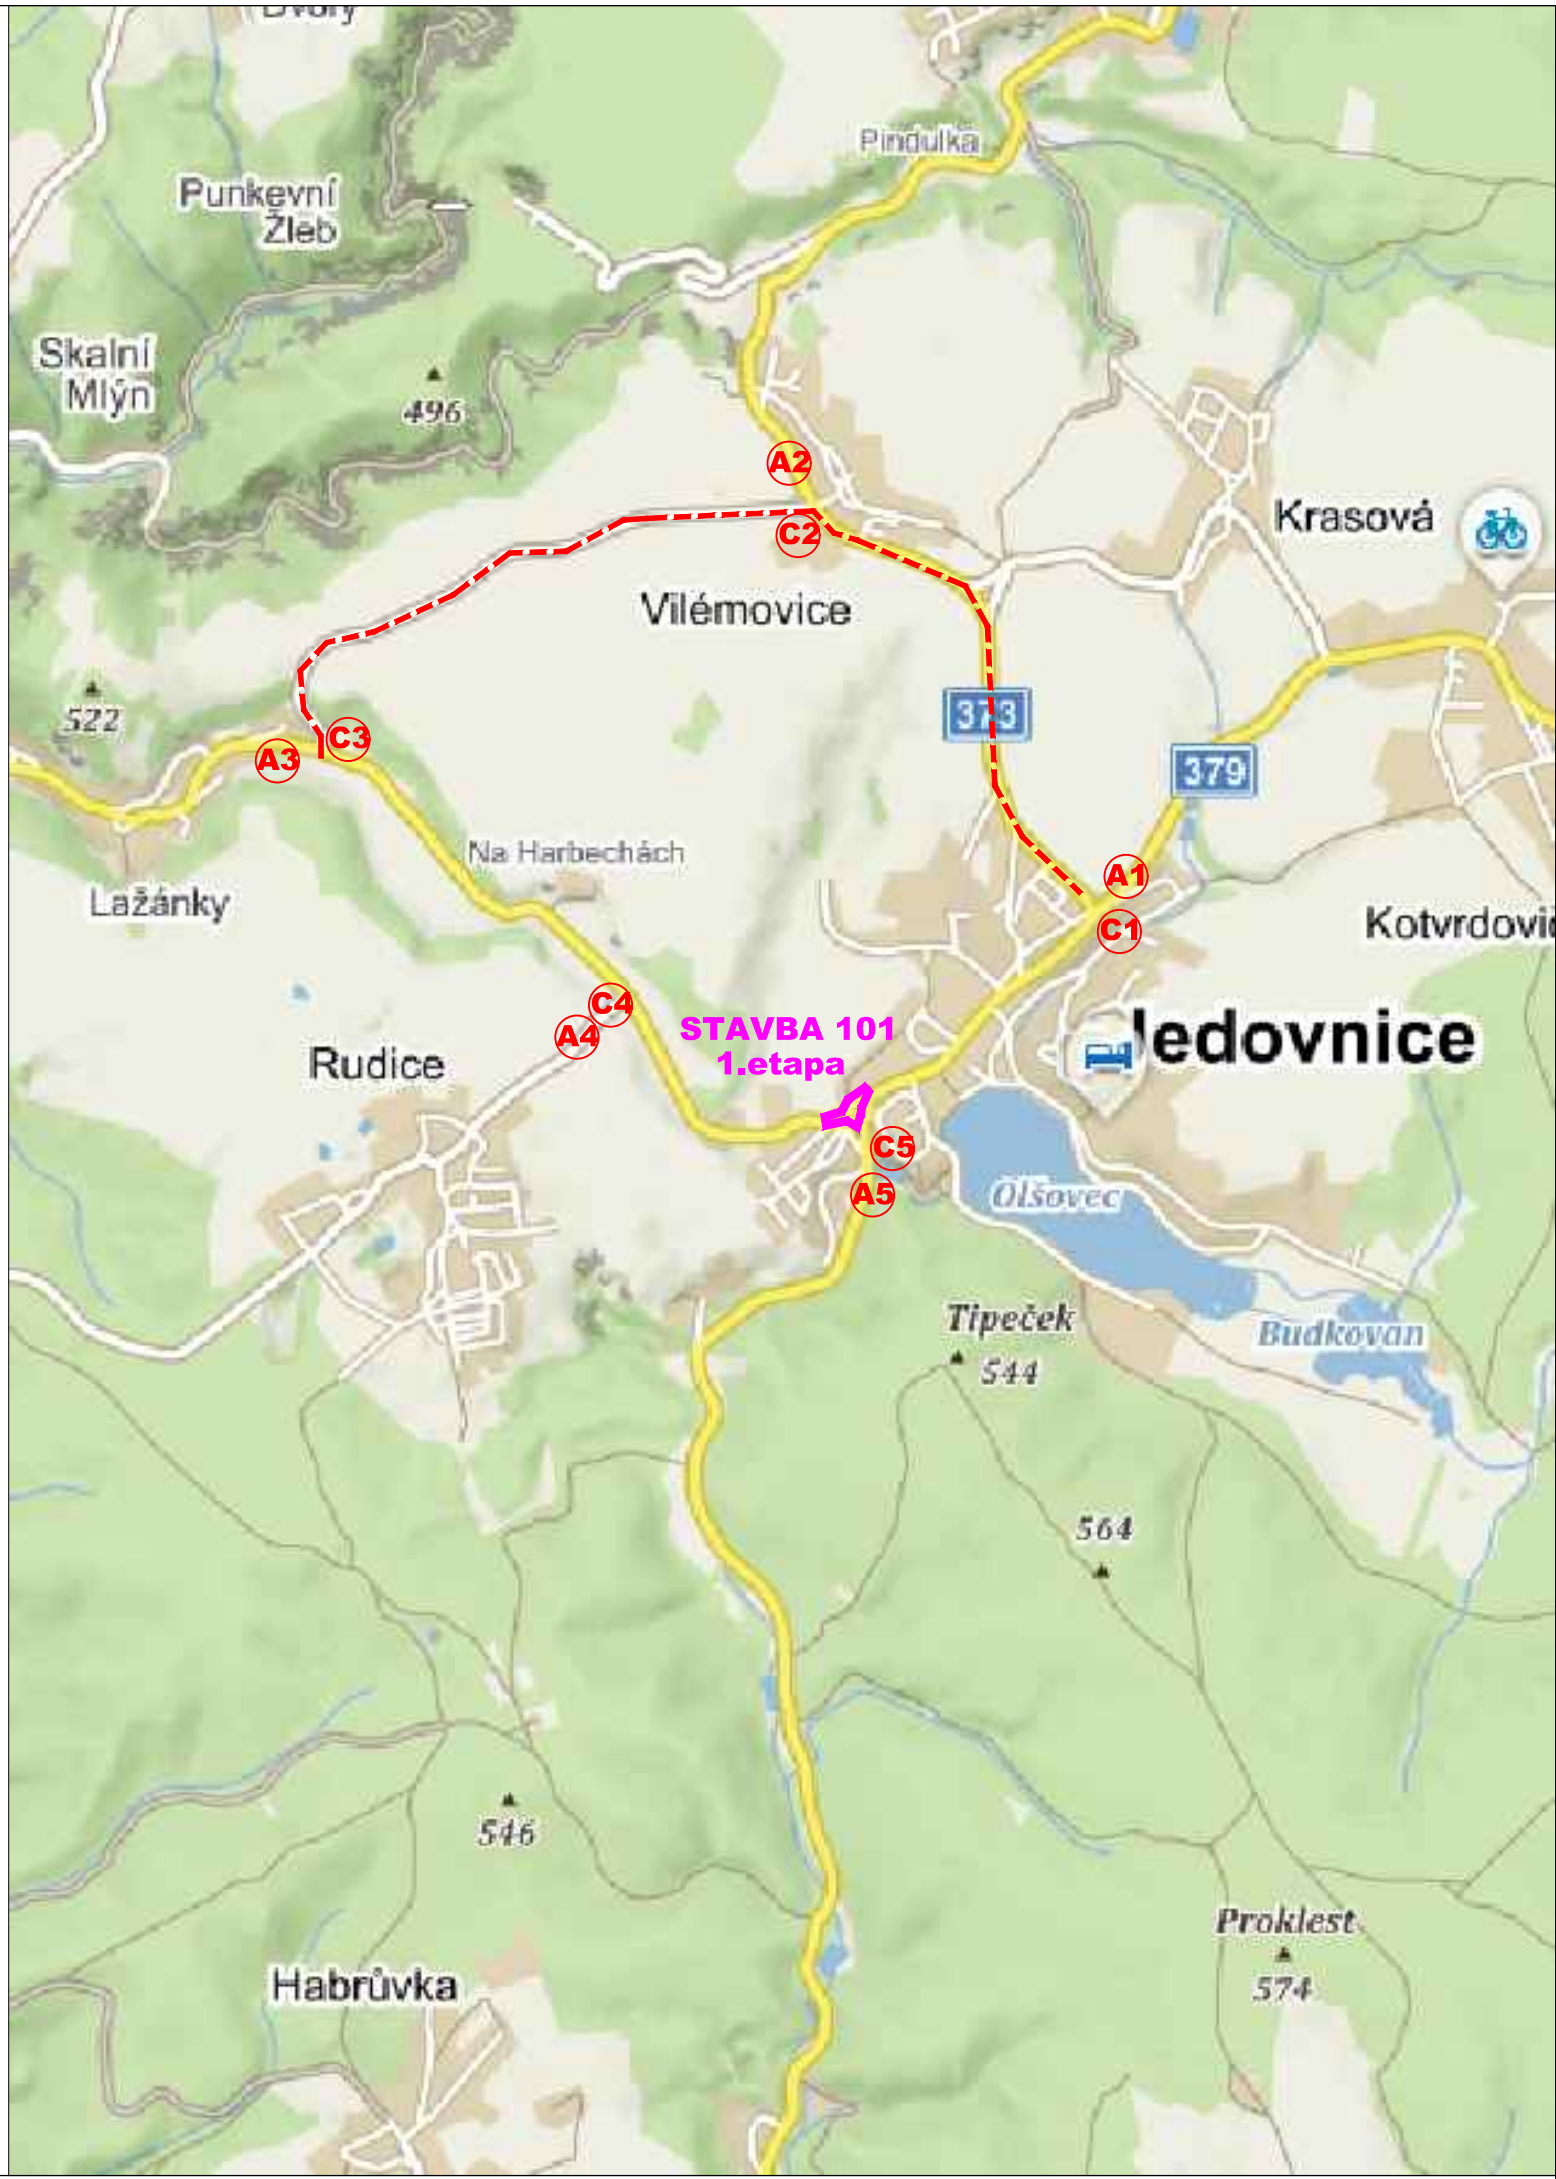 Dvory
Pindulka
Punkevní
Žleb
Skalní
Mlýn
496
A2
Krasová
C2
Vilémovice
522
373
C3
A3
379
Na Harbechách
A1
Lažánky
C1
Kotvrdovic
C4
STAVBA 101
A4
1.etapa
Jedovnice
Rudice
C5
A5
Olšovec
Tipeček
544
Budkovan
564
546
Proklest
574
Habrůvka